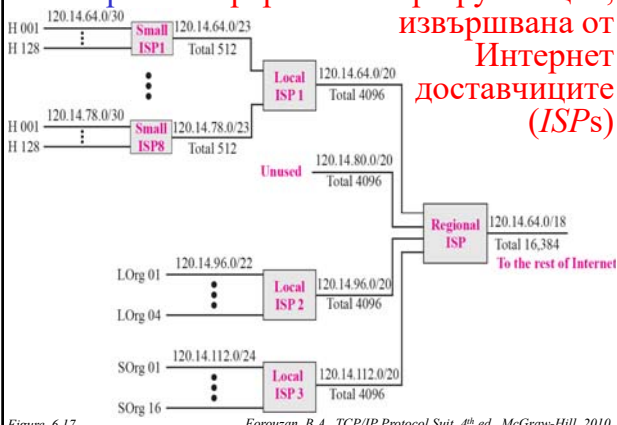 извършвана от
Интернет
доставчиците
(ISPs)
120.14.64.0/30
H 001
H 128
Small
ISP1
120.14.64.0/23
Total 512
120.14.78.0/30
H 001
H 128
Small
ISP8
120.14.78.0/23
Total 512
Local
ISP 1
120.14.64.0/20
Total 4096
Unused
120.14.80.0/20
Total 4096
Regional
ISP
120.14.64.0/18
Total 16,384
To the rest of Internet
LOrg 01
120.14.96.0/22
LOrg 04
Local
ISP 2
120.14.96.0/20
Total 4096
SOrg 01
120.14.112.0/24
SOrg 16
Local
ISP 3
120.14.112.0/20
Total 4096
Figure 6.17
Forouzan, B.A., TCP/IP Protocol Suit, 4th ed., McGraw-Hill, 2010